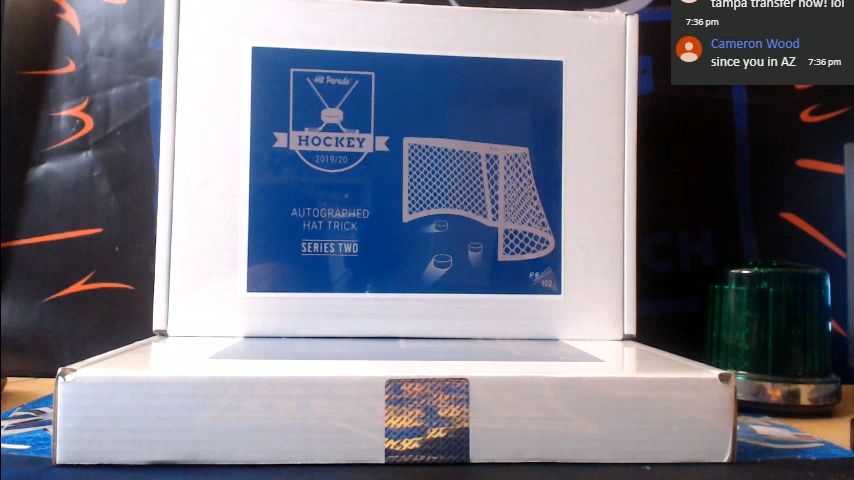 tampa transfer now! lol
7:36 pm
Cameron Wood
since you in AZ 7:36 pm
Hit Parade
HOCKEY
2019/20
AUTOGRAPHED
HAT TRICK
SERIES TWO